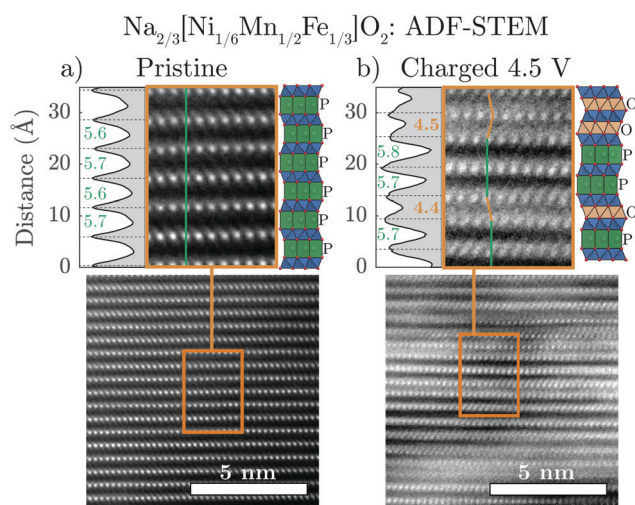 Na2/3[Ni1/6Mn1/2Fe1/3]O2: ADF-STEM
a) Pristine
b) Charged 4.5 V
Distance (Å)
30
20
10
0
5.6
5.7
5.6
5.7
P
P
P
P
P
P
30
20
10
0
4.5
5.8
5.7
4.4
5.7
O
O
P
P
O
P
5 nm
5 nm